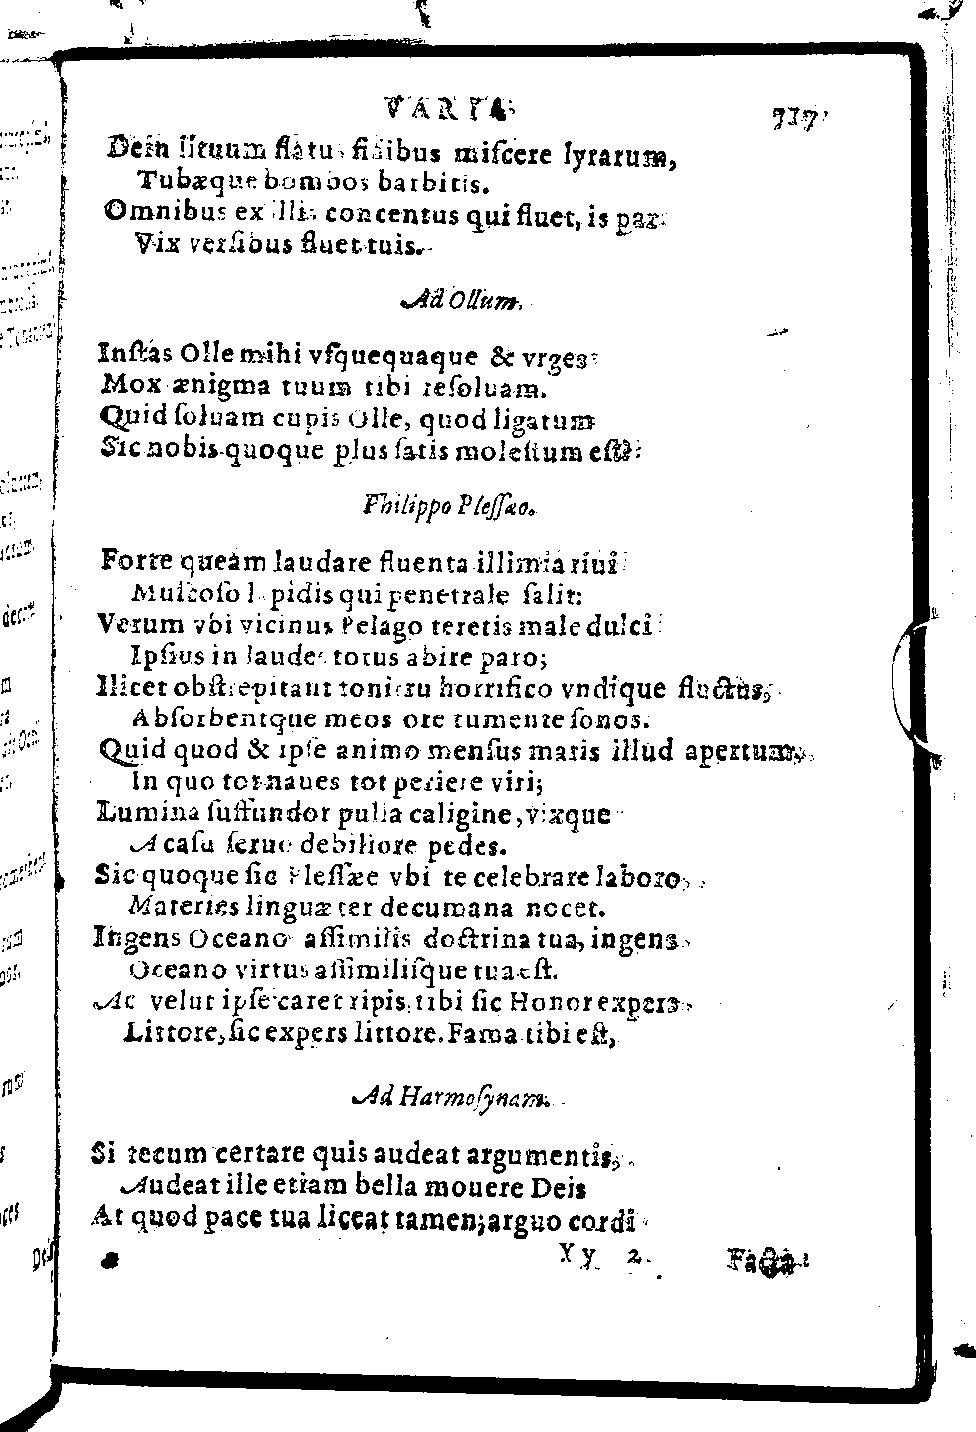 VARIA. 717
Dein lituum flatus fidibus miſcere lyrarum,
Tubæque bombos barbitis.
Omnibus ex illis concentus qui fluet, is par
Vix verſibus fluet tuis.
Ad Ollum.
Inſtas Olle mihi vſquequaque & vrges
Mox ænigma tuum tibi reſoluam.
Quid ſoluam cupis Olle, quod ligatum
Sic nobis quoque plus ſatis moleſtum eſt?
Philippo Pleſſæo.
Forte queam laudare fluenta illimia riui
Muſcoſo lapidis qui penetrale ſalit:
Verum vbi vicinus Pelago teretis male dulci
Ipſius in laudes totus abire paro;
Ilicet obſtrepitant tonitru horrifico vndique fluctus,
Abſorbentque meos ore tumente ſonos.
Quid quod & ipſe animo menſus maris illud apertum,
In quo tot naues tot periere viri;
Lumina ſuffundor pulla caligine, vixque
A caſu ſeruo debiliore pedes.
Sic quoque ſic Pleſſæe vbi te celebrare laboro,
Materies linguæ ter decumana nocet.
Ingens Oceano aſſimilis doctrina tua, ingens
Oceano virtus aſſimiliſque tua eſt.
Ac velut ipſe caret ripis, tibi ſic Honor expers
Littore, ſic expers littore Fama tibi eſt,
Ad Harmoſynam.
Si tecum certare quis audeat argumentis,
Audeat ille etiam bella mouere Deis
At quod pace tua liceat tamen; arguo cordi
Yy 2. Facta